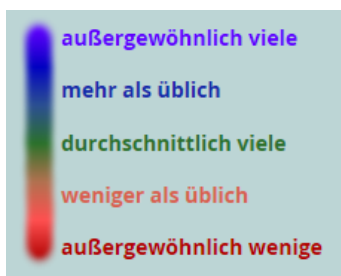 außergewöhnlich viele
mehr als üblich
durchschnittlich viele
weniger als üblich
außergewöhnlich wenige